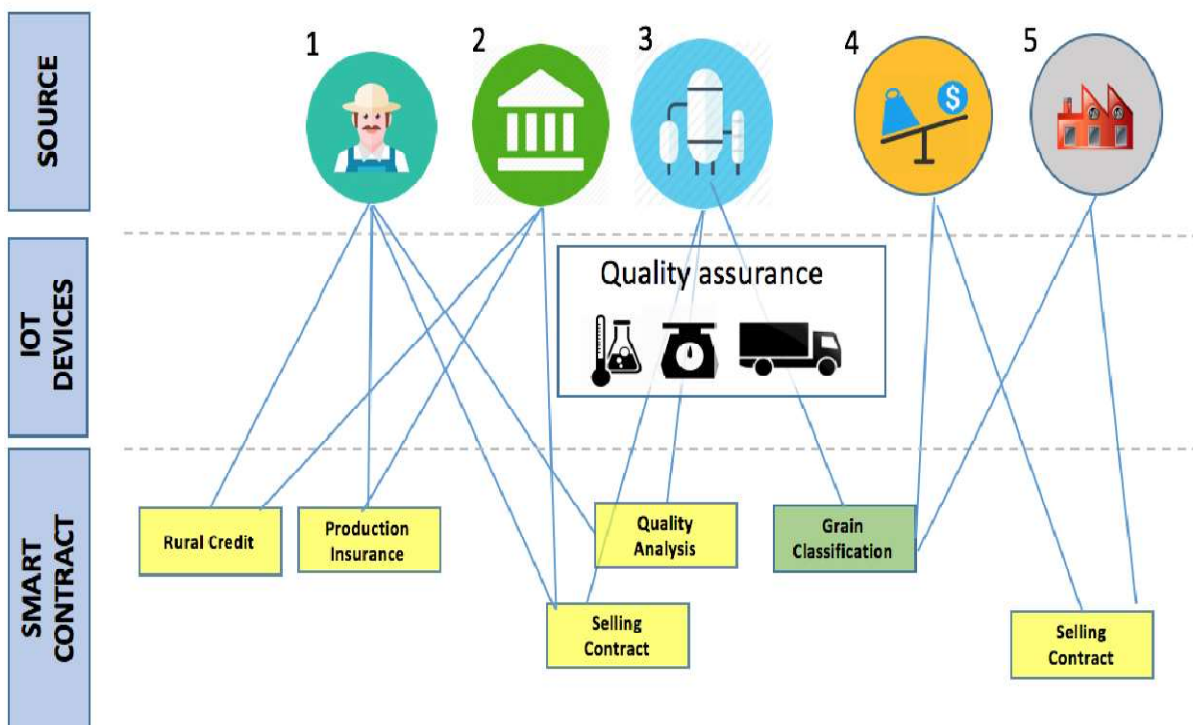 SOURCE
1
2
3
4
5
$
IOT
DEVICES
Quality assurance
SMART
CONTRACT
Rural Credit
Production
Insurance
Quality
Analysis
Grain
Classification
Selling
Contract
Selling
Contract